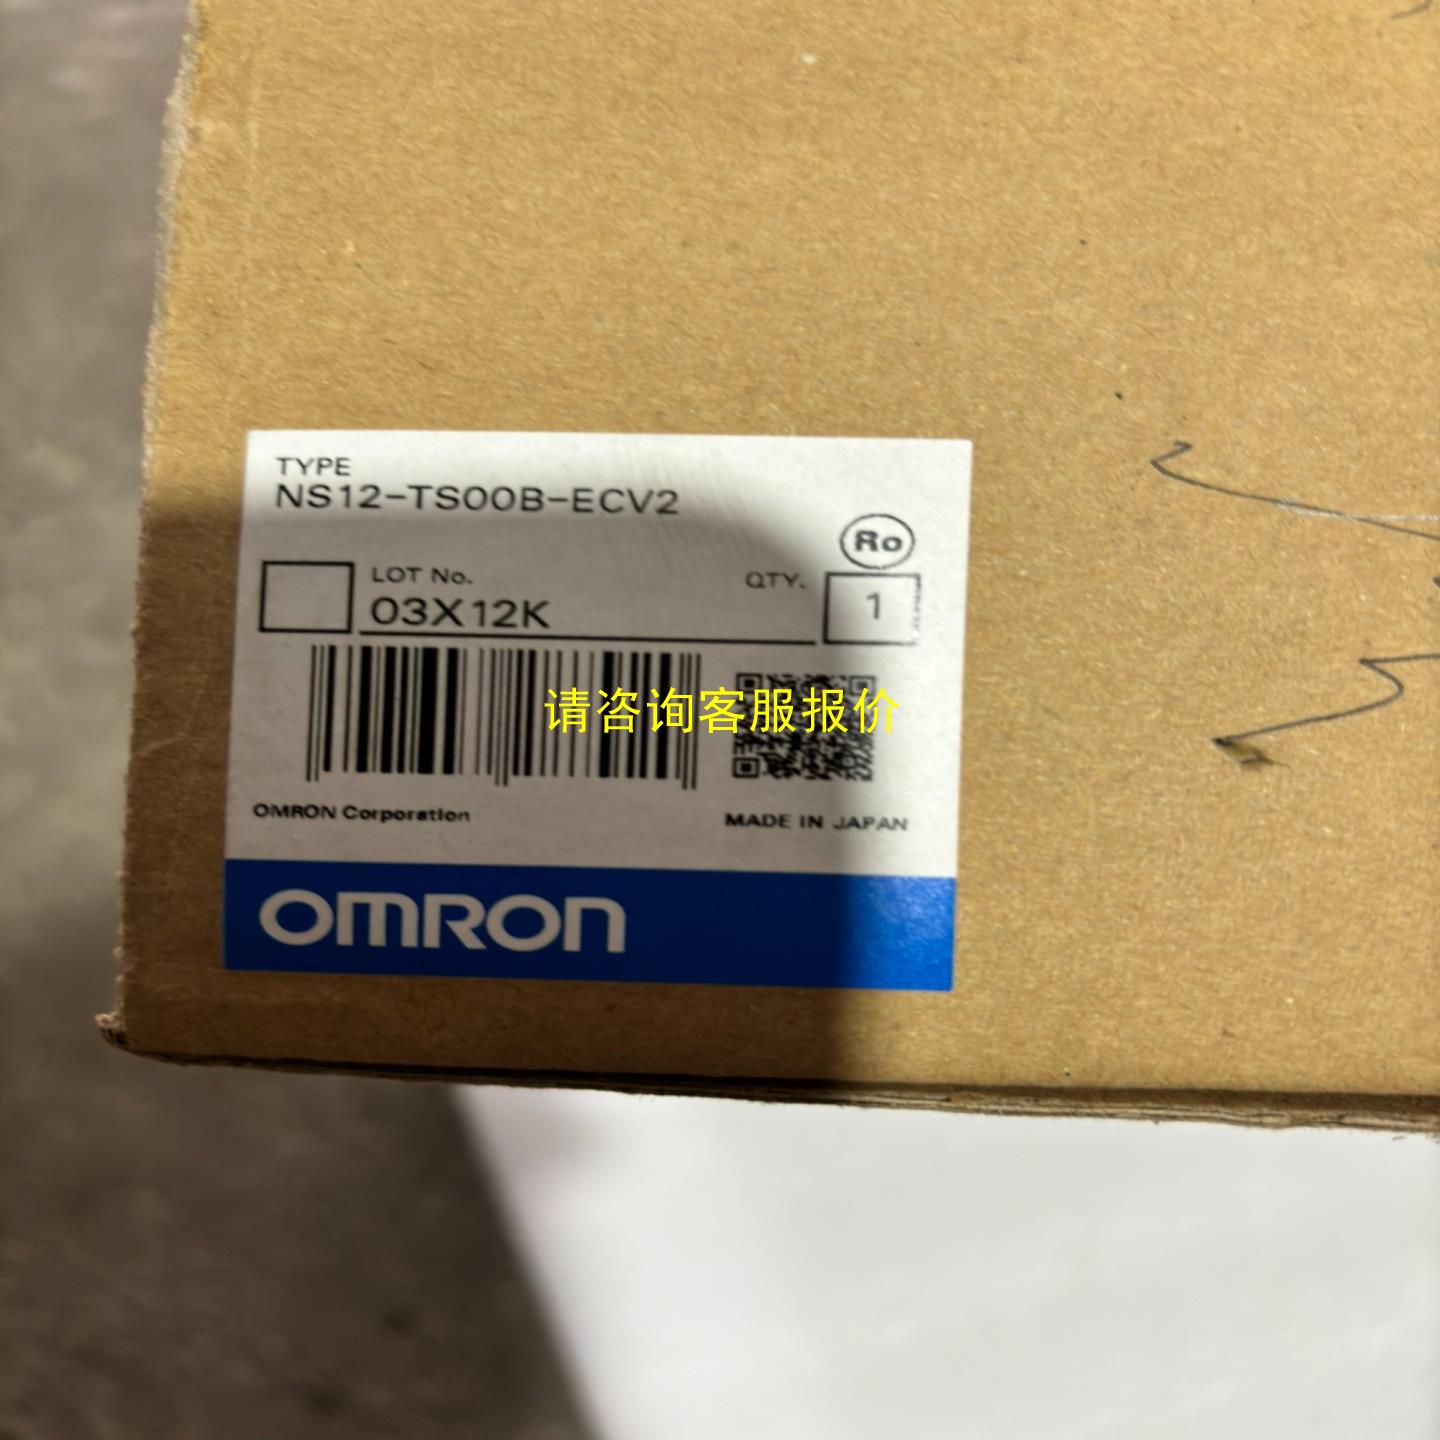 TYPE
NS12-TS00B-ECV2
Ro
LOT No.
QTY.
03X12K
1
请咨询客服报价
OMRON Corporation
MADE IN JAPAN
OMRON